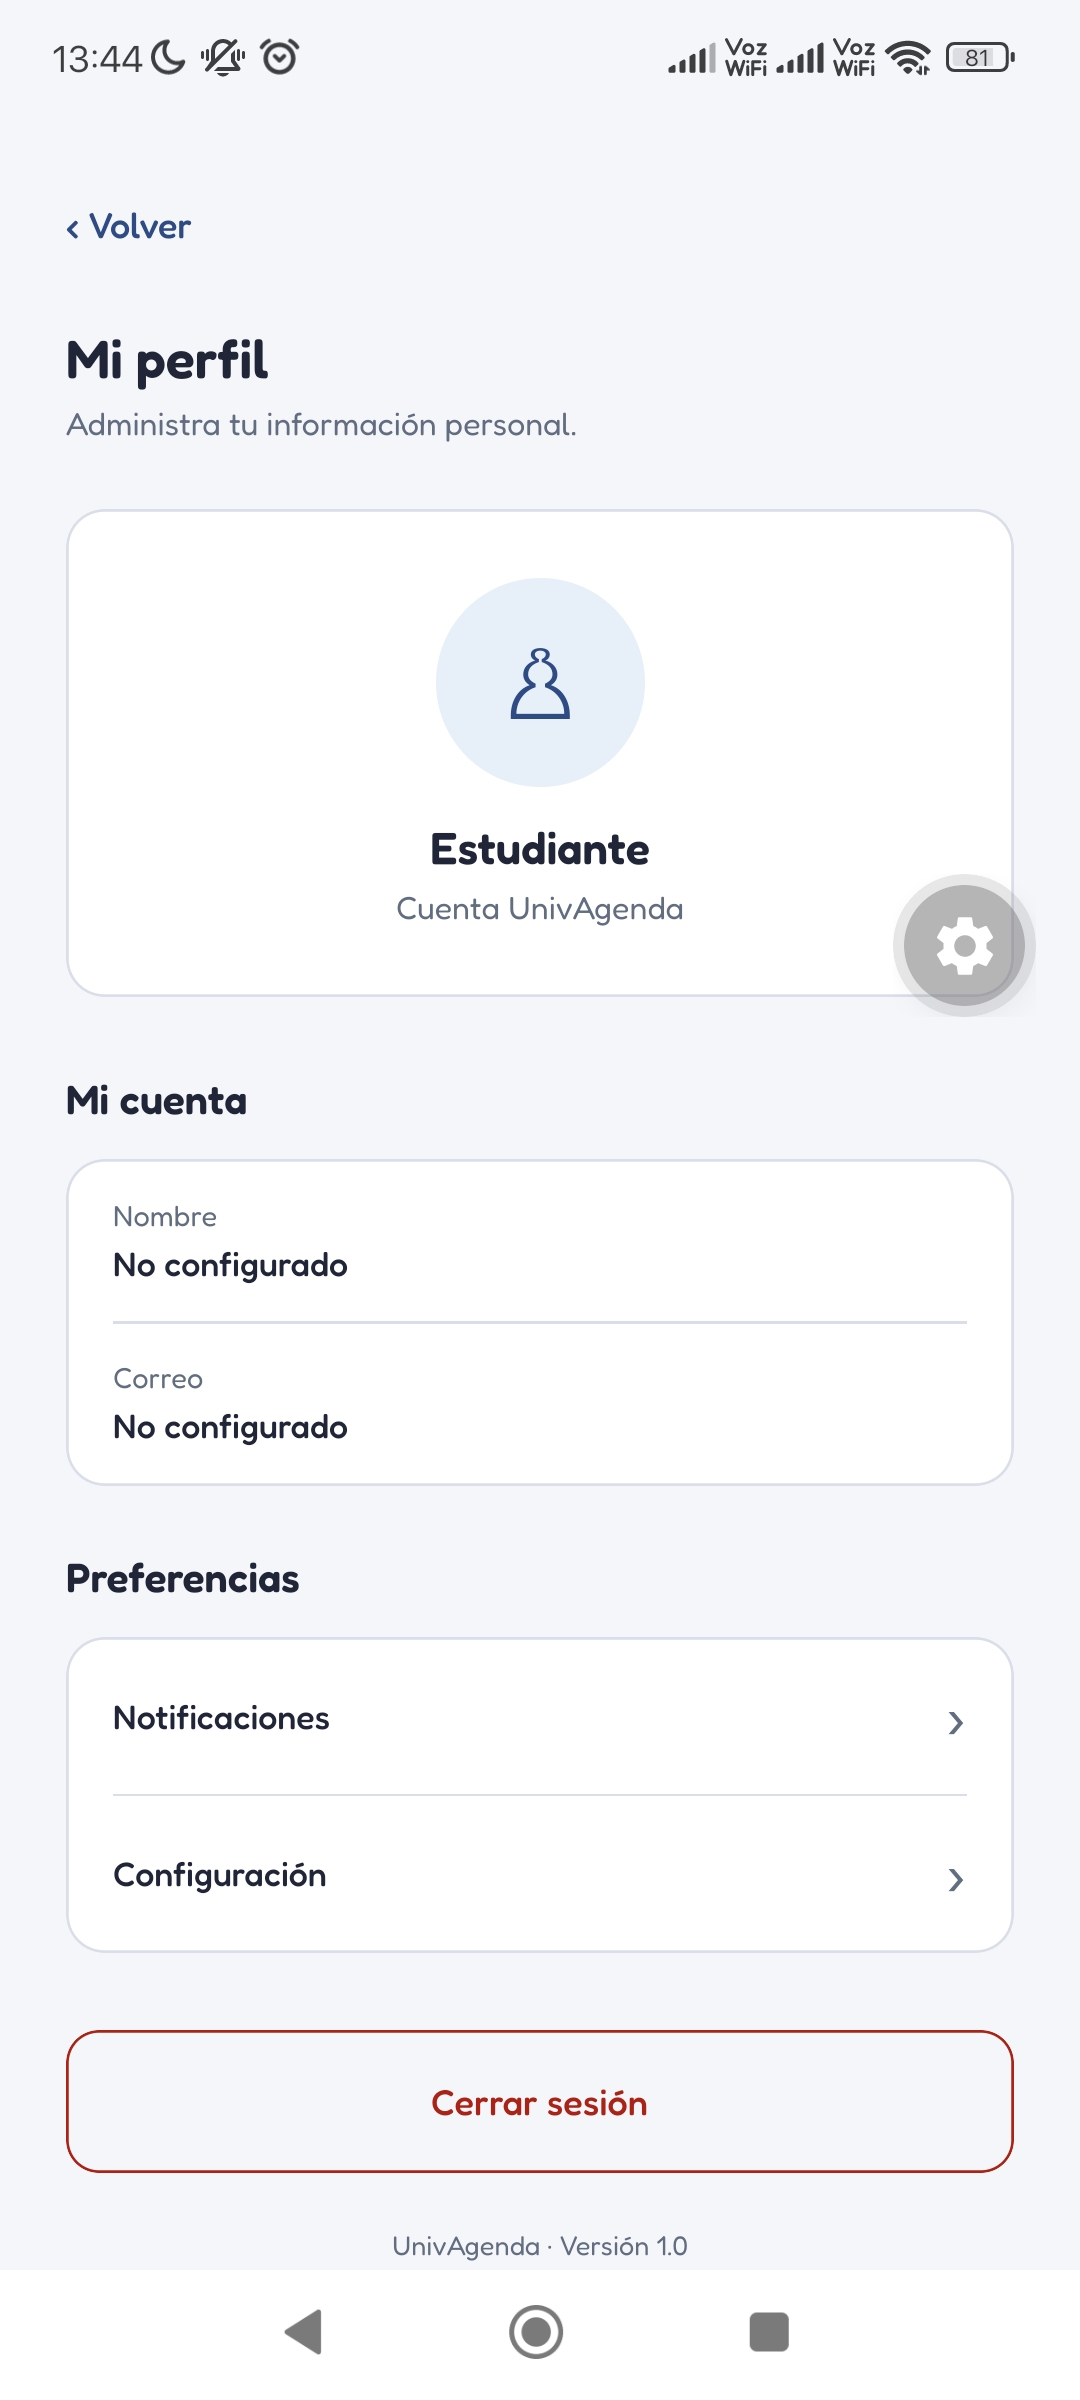 13:44
Voz WiFi Voz WiFi 81
‹ Volver
Mi perfil
Administra tu información personal.
Estudiante
Cuenta UnivAgenda
Mi cuenta
Nombre
No configurado
Correo
No configurado
Preferencias
Notificaciones
Configuración
Cerrar sesión
UnivAgenda · Versión 1.0